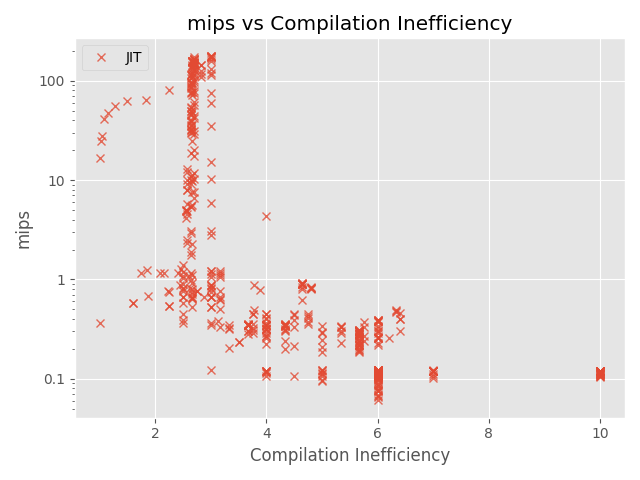 mips vs Compilation Inefficiency
JIT
100
10
1
0.1
mips
2 4 6 8 10
Compilation Inefficiency